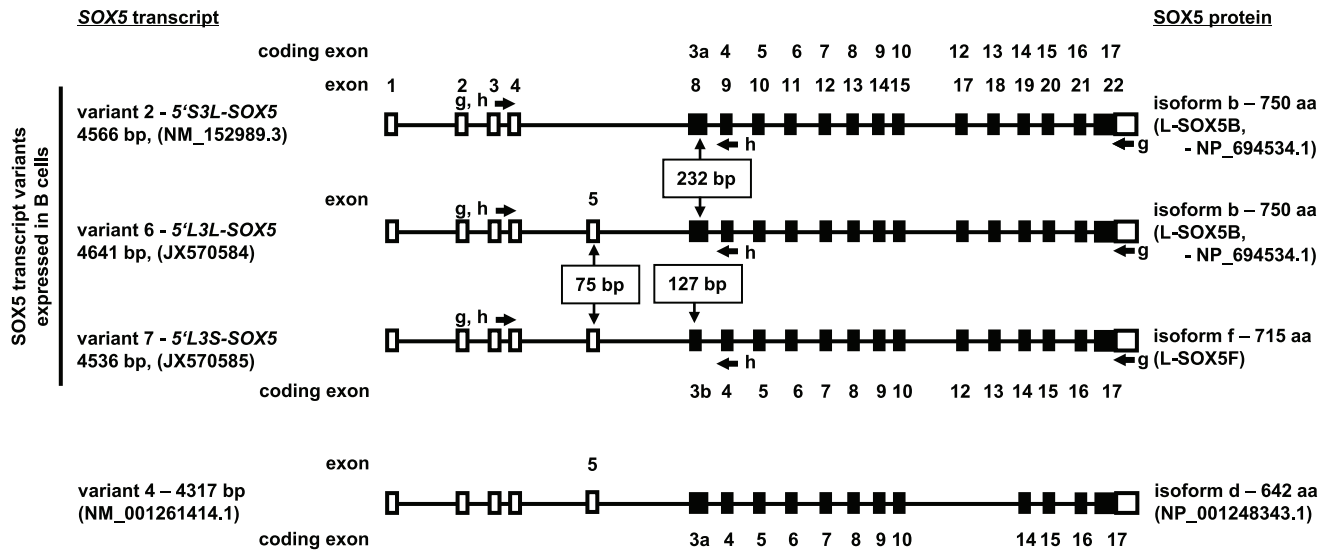 SOX5 transcript
SOX5 protein
coding exon 3a 4 5 6 7 8 9 10 12 13 14 15 16 17
exon 1 2 3 4 8 9 10 11 12 13 14 15 17 18 19 20 21 22
SOX5 transcript variants
expressed in B cells
variant 2 - 5‘S3L-SOX5
4566 bp, (NM_152989.3)
g, h
h
g
isoform b – 750 aa
(L-SOX5B,
- NP_694534.1)
232 bp
exon 5
variant 6 - 5‘L3L-SOX5
4641 bp, (JX570584)
g, h
h
g
isoform b – 750 aa
(L-SOX5B,
- NP_694534.1)
75 bp
127 bp
variant 7 - 5‘L3S-SOX5
4536 bp, (JX570585)
g, h
h
g
isoform f – 715 aa
(L-SOX5F)
coding exon 3b 4 5 6 7 8 9 10 12 13 14 15 16 17
exon 5
variant 4 – 4317 bp
(NM_001261414.1)
isoform d – 642 aa
(NP_001248343.1)
coding exon 3a 4 5 6 7 8 9 10 14 15 16 17